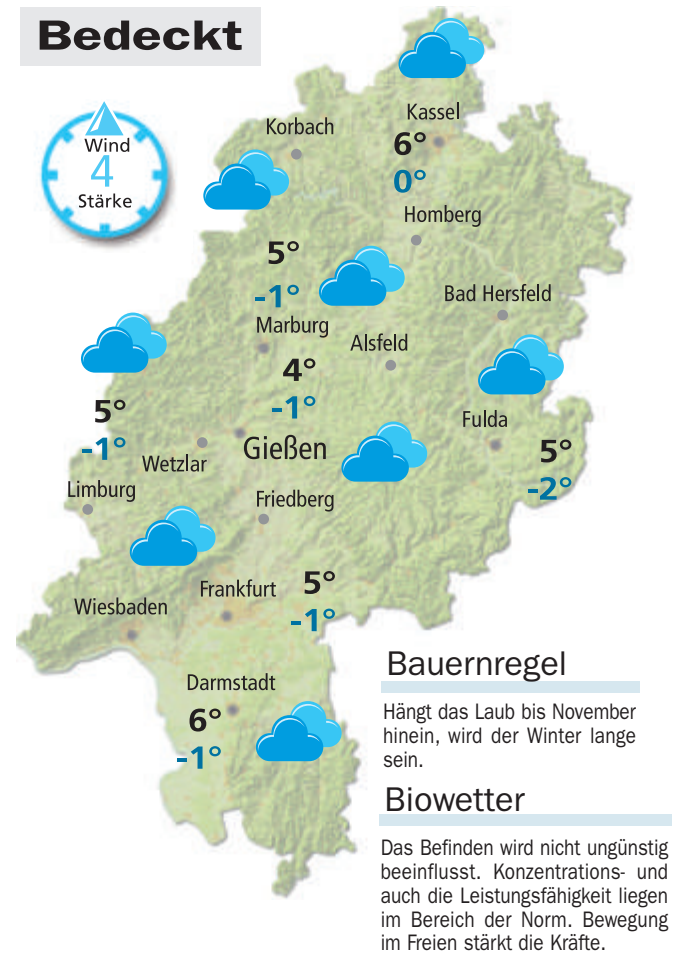 Bedeckt
Wind
4
Stärke
Kassel
6°
0°
Korbach
Homberg
5°
-1°
Bad Hersfeld
Marburg
Alsfeld
4°
-1°
5°
-1°
Fulda
5°
-2°
Gießen
Wetzlar
Limburg
Friedberg
Frankfurt
5°
-1°
Wiesbaden
Darmstadt
6°
-1°
Bauernregel
Hängt das Laub bis November
hinein, wird der Winter lange
sein.
Biowetter
Das Befinden wird nicht ungünstig
beeinflusst. Konzentrations- und
auch die Leistungsfähigkeit liegen
im Bereich der Norm. Bewegung
im Freien stärkt die Kräfte.